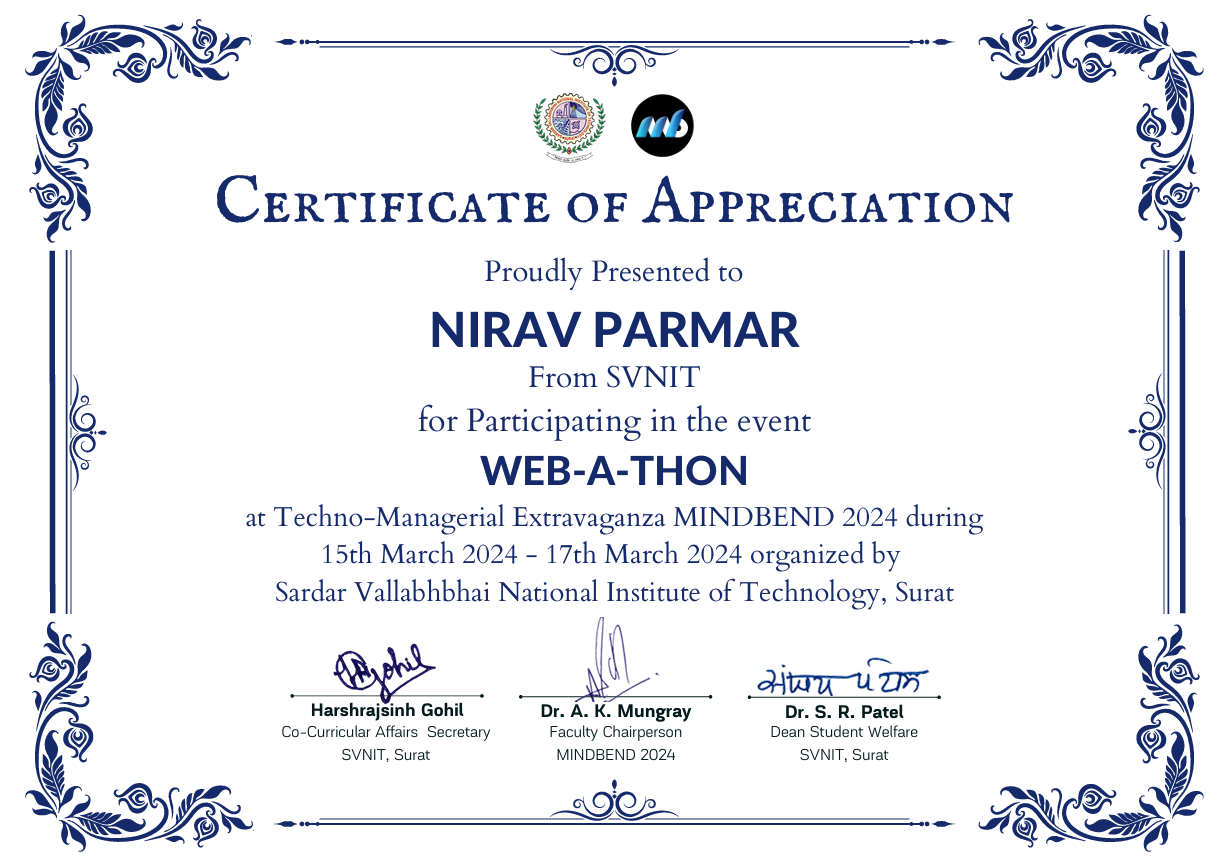 mb
CERTIFICATE OF APPRECIATION
Proudly Presented to
NIRAV PARMAR
From SVNIT
for Participating in the event
WEB-A-THON
at Techno-Managerial Extravaganza MINDBEND 2024 during
15th March 2024 - 17th March 2024 organized by
Sardar Vallabhbhai National Institute of Technology, Surat
Harshrajsinh Gohil
Co-Curricular Affairs Secretary
SVNIT, Surat
Dr. A. K. Mungray
Faculty Chairperson
MINDBEND 2024
Dr. S. R. Patel
Dean Student Welfare
SVNIT, Surat